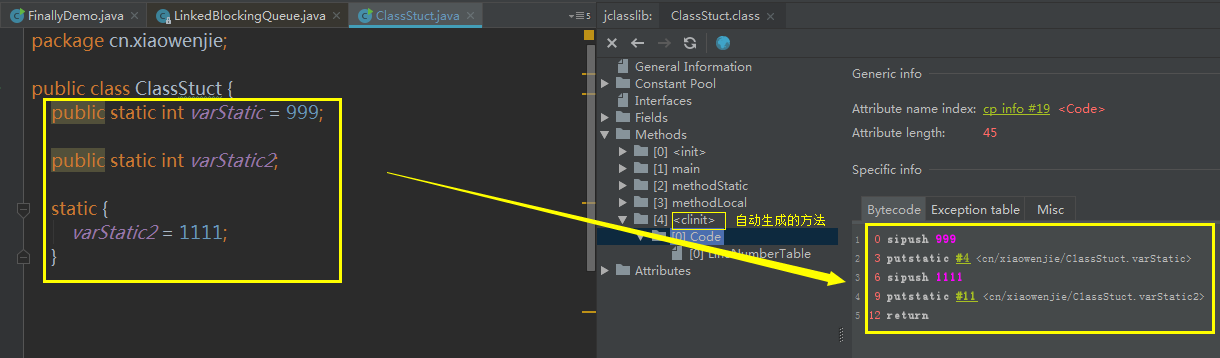 FinallyDemo.java
LinkedBlockingQueue.java
ClassStuct.java
5
package cn.xiaowenjie;
public class ClassStuct {
public static int varStatic = 999;
public static int varStatic2;
static {
varStatic2 = 1111;
}
jclasslib:
ClassStuct.class
General Information
Constant Pool
Interfaces
Fields
Methods
[0] <init>
[1] main
[2] methodStatic
[3] methodLocal
[4] <clinit> 自动生成的方法
[0] Code
[0] LineNumberTable
Attributes
Generic info
Attribute name index: cp info #19 <Code>
Attribute length: 45
Specific info
Bytecode Exception table Misc
1 0 sipush 999
2 3 putstatic #4 <cn/xiaowenjie/ClassStuct.varStatic>
3 6 sipush 1111
4 9 putstatic #11 <cn/xiaowenjie/ClassStuct.varStatic2>
5 12 return